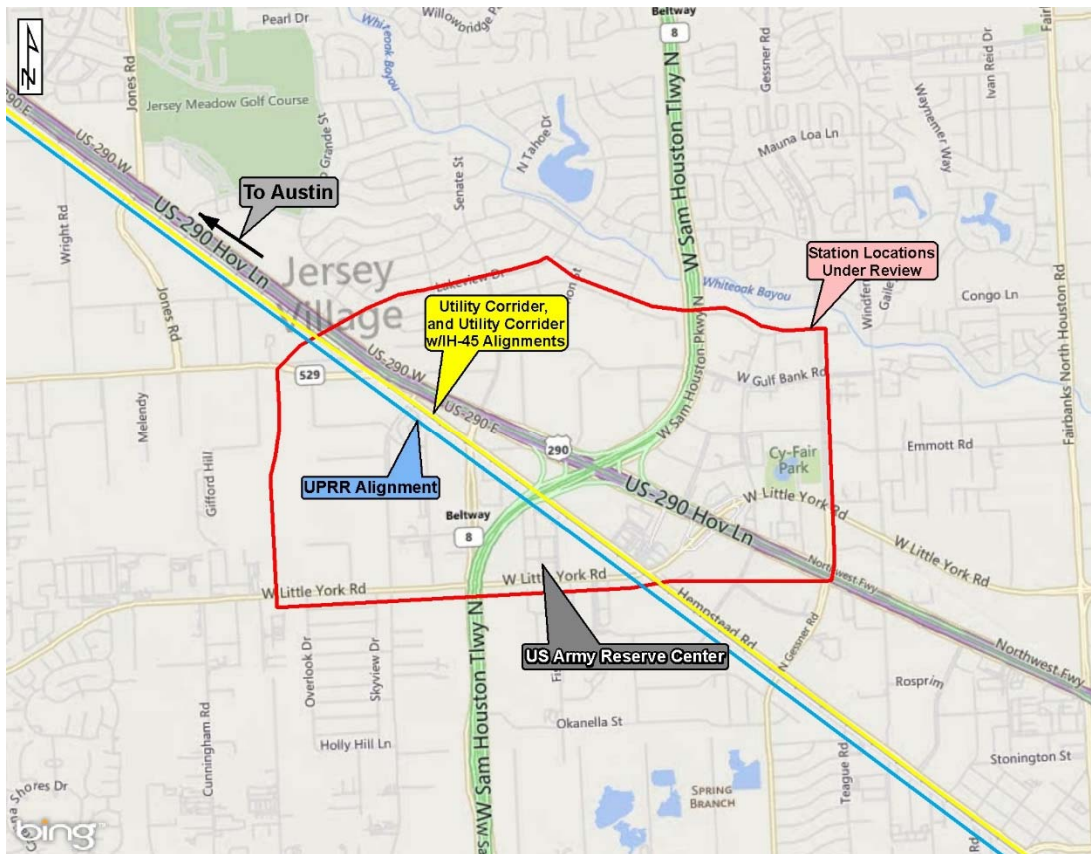 Pearl Dr
Willowbridge Dr
Beltway
8
Jones Rd
Whiteoak Bayou
Gessner Rd
Ivan Reid Dr
Waynemer Way
Jersey Meadow Golf Course
US-290 W
W Sam Houston Tlwy N
N Tahoe Dr
Mauna Loa Ln
Senate St
To Austin
Wright Rd
US-290 Hov Ln
Jersey
Village
Lakeview Dr
Station Locations
Under Review
Whiteoak Bayou
Congo Ln
Fairbanks North Houston Rd
Jones Rd
Utility Corridor,
and Utility Corridor
w/IH-45 Alignments
W Sam Houston Pkwy N
529
US-290 W
W Gulf Bank Rd
Melendy
US-290 E
290
Emmott Rd
Gifford Hill
UPRR Alignment
Cy-Fair
Park
US-290 Hov Ln
W Little York Rd
Beltway
8
W Little York Rd
W Little York Rd
Northwest Fwy
Hempstead Rd
N Gessner Rd
US Army Reserve Center
Northwest Fwy
Overlook Dr
Skyview Dr
W Sam Houston Tlwy N
Rosprim
Cunningham Rd
Okanella St
Holly Hill Ln
Teague Rd
Stonington St
Spring
Branch
Shores Dr
bing